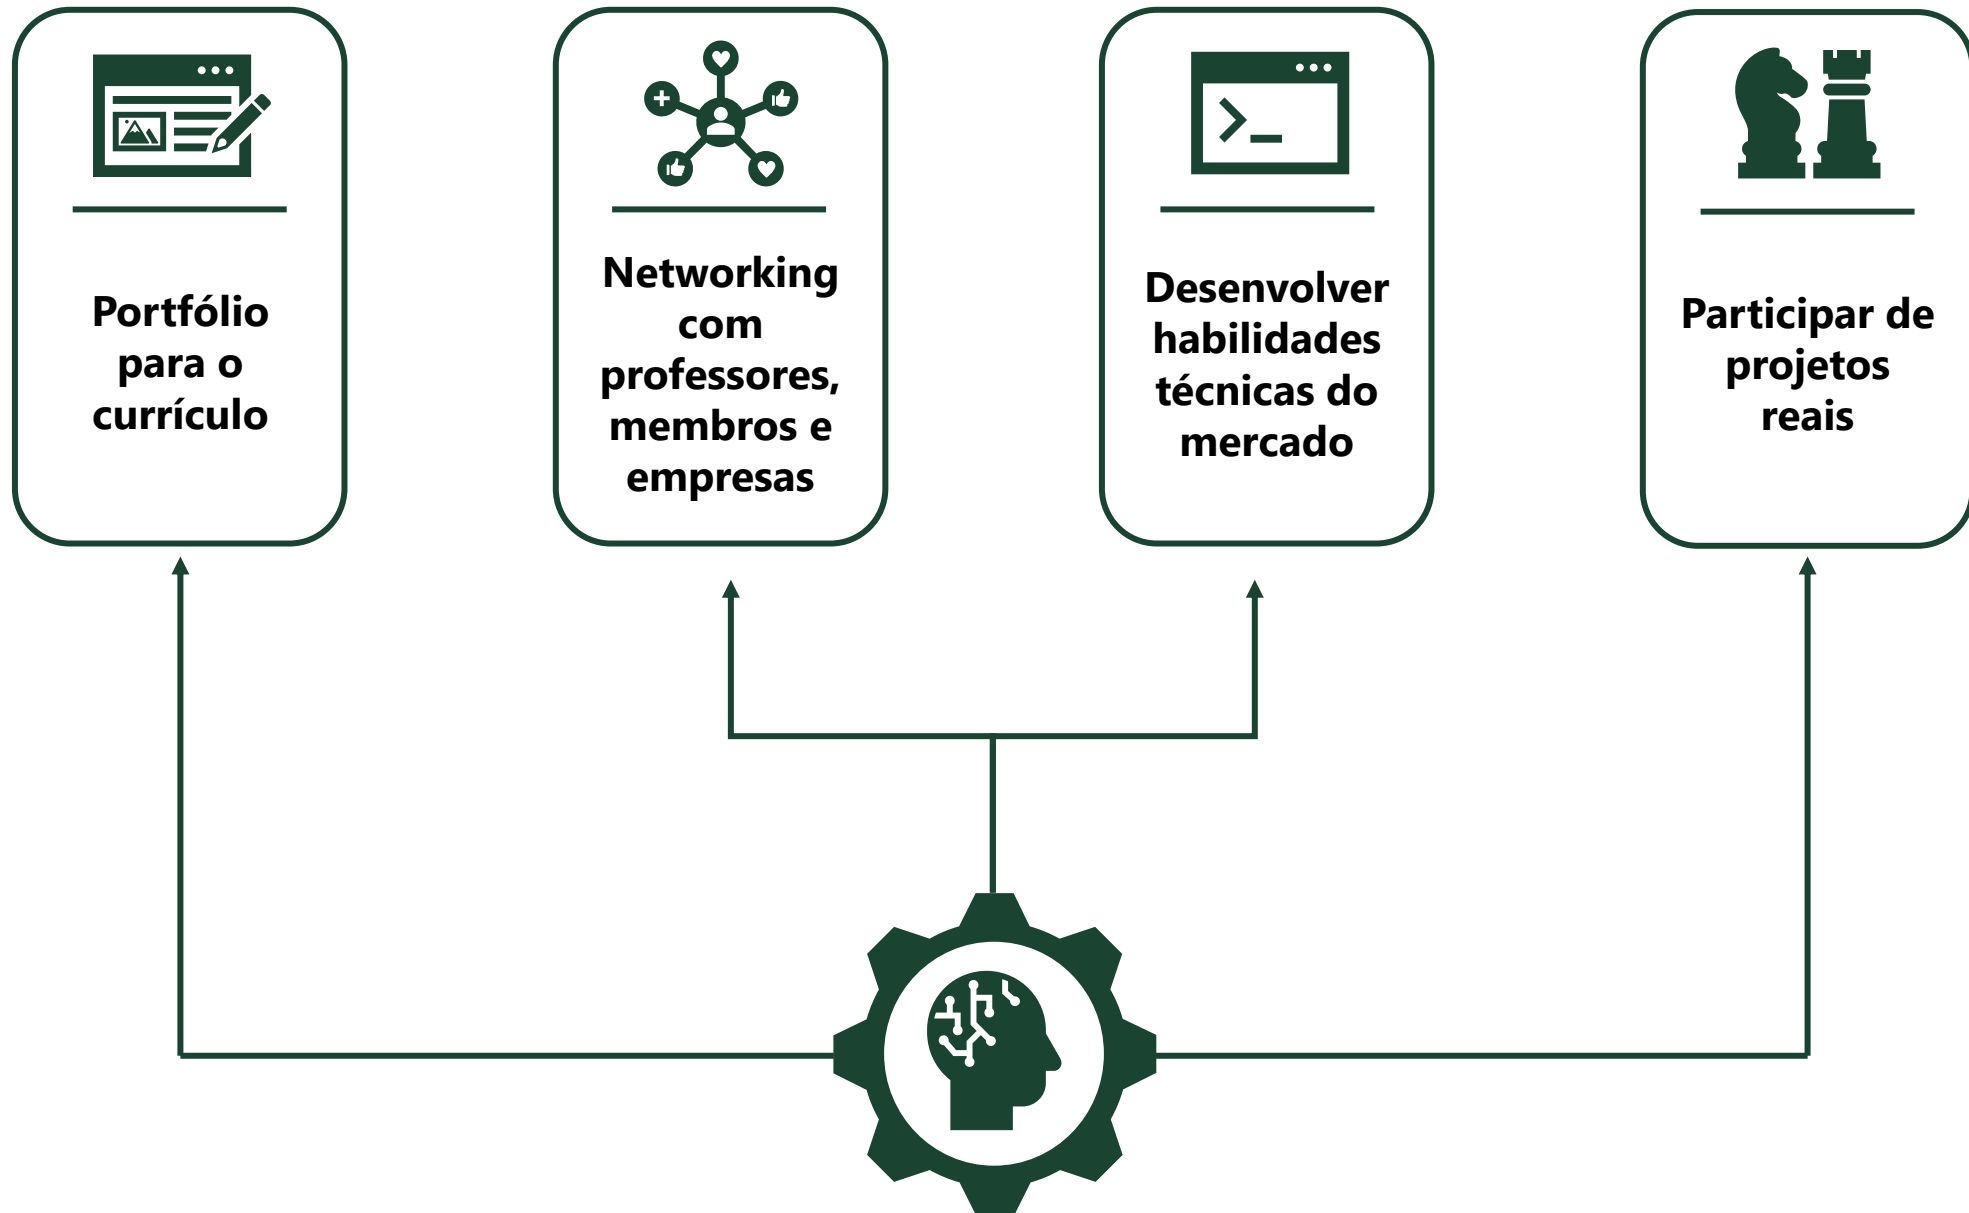 Portfólio
para o
currículo
Networking
com
professores,
membros e
empresas
Desenvolver
habilidades
técnicas do
mercado
Participar de
projetos
reais